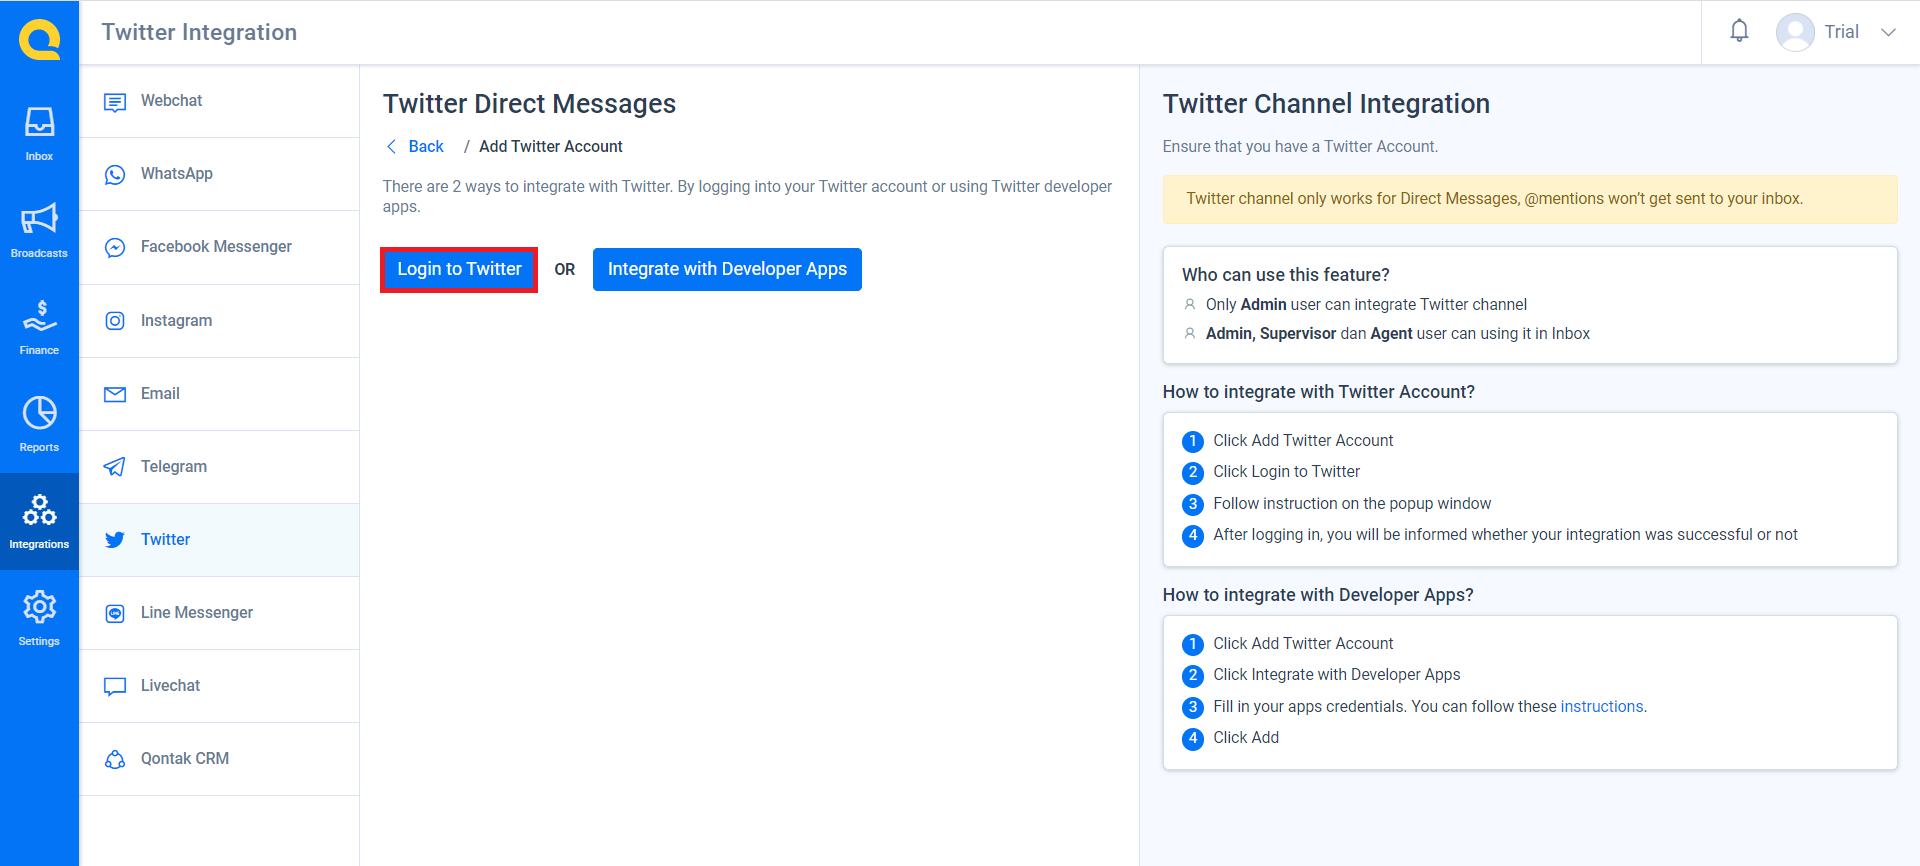 Twitter Integration
Trial
Inbox
Broadcasts
Finance
Reports
Integrations
Settings
Webchat
WhatsApp
Facebook Messenger
Instagram
Email
Telegram
Twitter
Line Messenger
Livechat
Qontak CRM
Twitter Direct Messages
Back / Add Twitter Account
There are 2 ways to integrate with Twitter. By logging into your Twitter account or using Twitter developer
apps.
Login to Twitter OR Integrate with Developer Apps
Twitter Channel Integration
Ensure that you have a Twitter Account.
Twitter channel only works for Direct Messages, @mentions won’t get sent to your inbox.
Who can use this feature?
Only Admin user can integrate Twitter channel
Admin, Supervisor dan Agent user can using it in Inbox
How to integrate with Twitter Account?
1 Click Add Twitter Account
2 Click Login to Twitter
3 Follow instruction on the popup window
4 After logging in, you will be informed whether your integration was successful or not
How to integrate with Developer Apps?
1 Click Add Twitter Account
2 Click Integrate with Developer Apps
3 Fill in your apps credentials. You can follow these instructions.
4 Click Add